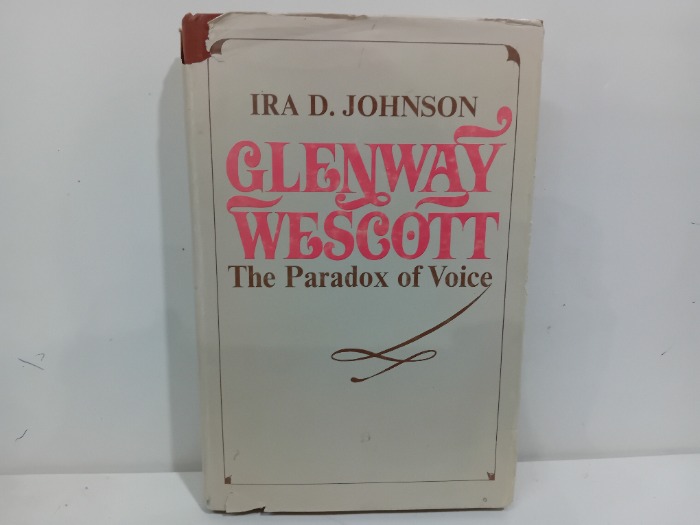 IRA D. JOHNSON
GLENWAY
WESCOTT
The Paradox of Voice